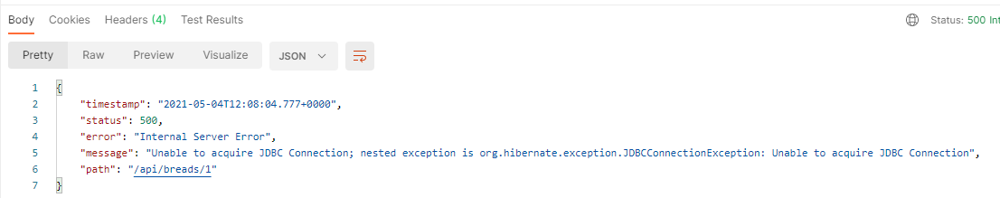 Body Cookies Headers (4) Test Results Status: 500 Int
Pretty Raw Preview Visualize JSON
1 {
2 "timestamp": "2021-05-04T12:08:04.777+0000",
3 "status": 500,
4 "error": "Internal Server Error",
5 "message": "Unable to acquire JDBC Connection; nested exception is org.hibernate.exception.JDBCConnectionException: Unable to acquire JDBC Connection",
6 "path": "/api/breads/1"
7 }